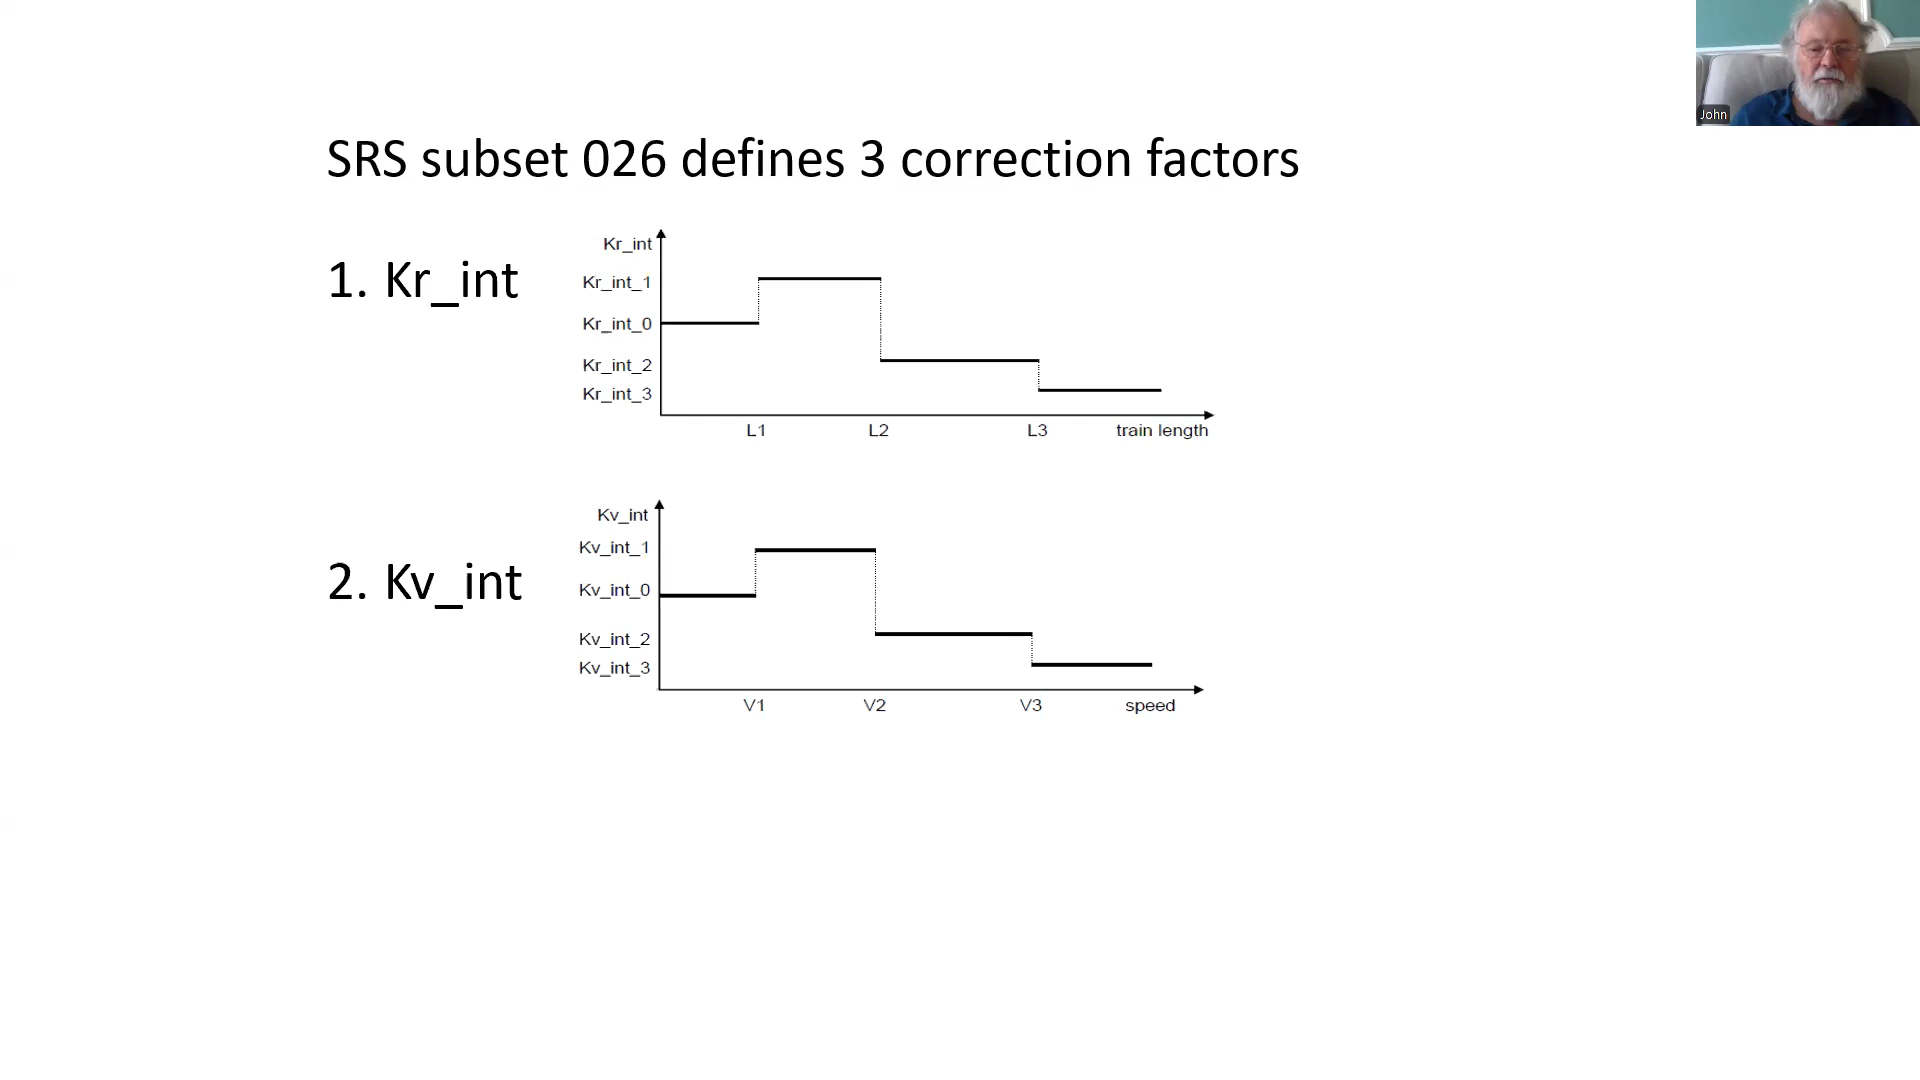 John
SRS subset 026 defines 3 correction factors
1. Kr_int
Kr_int
Kr_int_1
Kr_int_0
Kr_int_2
Kr_int_3
L1 L2 L3 train length
2. Kv_int
Kv_int
Kv_int_1
Kv_int_0
Kv_int_2
Kv_int_3
V1 V2 V3 speed